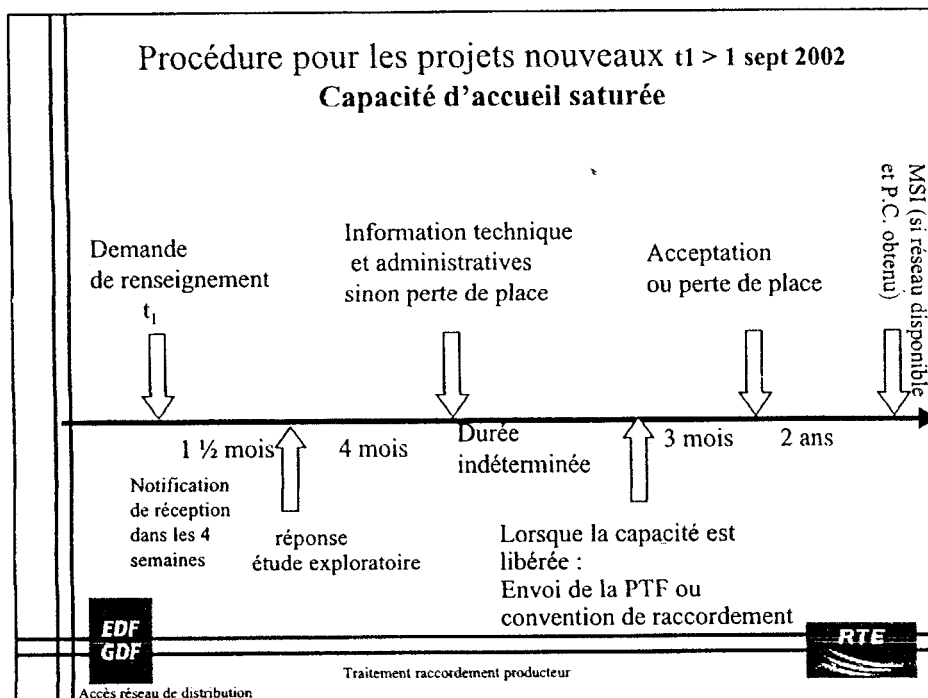 Procédure pour les projets nouveaux t1 > 1 sept 2002
Capacité d'accueil saturée
Demande
de renseignement
t1
Information technique
et administratives
sinon perte de place
Acceptation
ou perte de place
MSI (si réseau disponible
et P.C. obtenu)
1 ½ mois
4 mois
Durée
indéterminée
3 mois
2 ans
Notification
de réception
dans les 4
semaines
réponse
étude exploratoire
Lorsque la capacité est
libérée :
Envoi de la PTF ou
convention de raccordement
EDF
GDF
RTE
Traitement raccordement producteur
Accès réseau de distribution